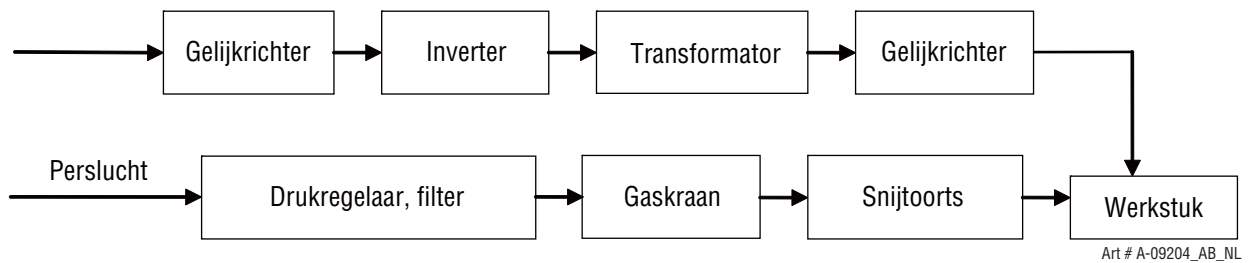 Gelijkrichter
Inverter
Transformator
Gelijkrichter
Perslucht
Drukregelaar, filter
Gaskraan
Snijtoorts
Werkstuk
Art # A-09204_AB_NL